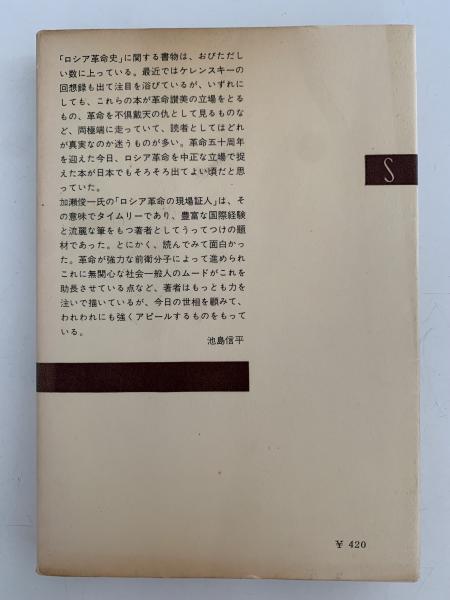 「ロシア革命史」に関する書物は、おびただし
い数に上っている。最近ではケレンスキーの
回想録も出て注目を浴びているが、いずれに
しても、これらの本が革命讃美の立場をとる
もの、革命を不倶戴天の仇として見るものな
ど、両極端に走っていて、読者としてはどれ
が真実なのか迷うものが多い。革命五十周年
を迎えた今日、ロシア革命を中正な立場で捉
えた本が日本でもそろそろ出てよい頃だと思
っていた。
加瀬俊一氏の「ロシア革命の現場証人」は、そ
の意味でタイムリーであり、豊富な国際経験
と流麗な筆をもつ著者としてうってつけの題
材であった。とにかく、読んでみて面白かっ
た。革命が強力な前衛分子によって進められ
これに無関心な社会一般人のムードがこれを
助長させている点など、著者はもっとも力を
注いで描いているが、今日の世相を顧みて、
われわれにも強くアピールするものをもって
いる。
池島信平
S
¥ 420